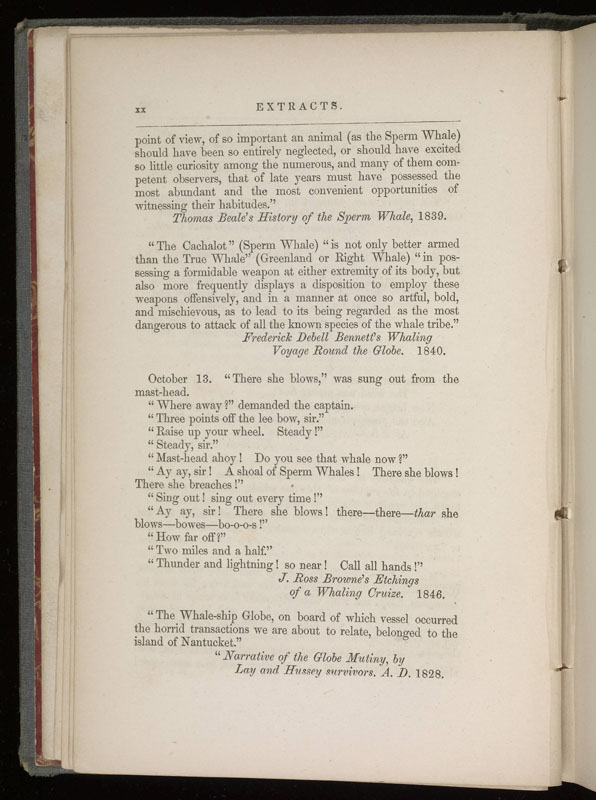 xx
EXTRACTS.
point of view, of so important an animal (as the Sperm Whale)
should have been so entirely neglected, or should have excited
so little curiosity among the numerous, and many of them com-
petent observers, that of late years must have possessed the
most abundant and the most convenient opportunities of
witnessing their habitudes.”
Thomas Beale's History of the Sperm Whale, 1839.
“The Cachalot” (Sperm Whale) “is not only better armed
than the True Whale” (Greenland or Right Whale) “in pos-
sessing a formidable weapon at either extremity of its body, but
also more frequently displays a disposition to employ these
weapons offensively, and in a manner at once so artful, bold,
and mischievous, as to lead to its being regarded as the most
dangerous to attack of all the known species of the whale tribe.”
Frederick Debell Bennett's Whaling
Voyage Round the Globe. 1840.
October 13. “There she blows,” was sung out from the
mast-head.
“Where away?” demanded the captain.
“Three points off the lee bow, sir.”
“Raise up your wheel. Steady!”
“Steady, sir.”
“Mast-head ahoy! Do you see that whale now?”
“Ay ay, sir! A shoal of Sperm Whales! There she blows!
There she breaches!”
“Sing out! sing out every time!”
“Ay ay, sir! There she blows! there—there—thar she
blows—bowes—bo-o-o-s!”
“How far off?”
“Two miles and a half.”
“Thunder and lightning! so near! Call all hands!”
J. Ross Browne's Etchings
of a Whaling Cruize. 1846.
“The Whale-ship Globe, on board of which vessel occurred
the horrid transactions we are about to relate, belonged to the
island of Nantucket.”
“Narrative of the Globe Mutiny, by
Lay and Hussey survivors. A. D. 1828.